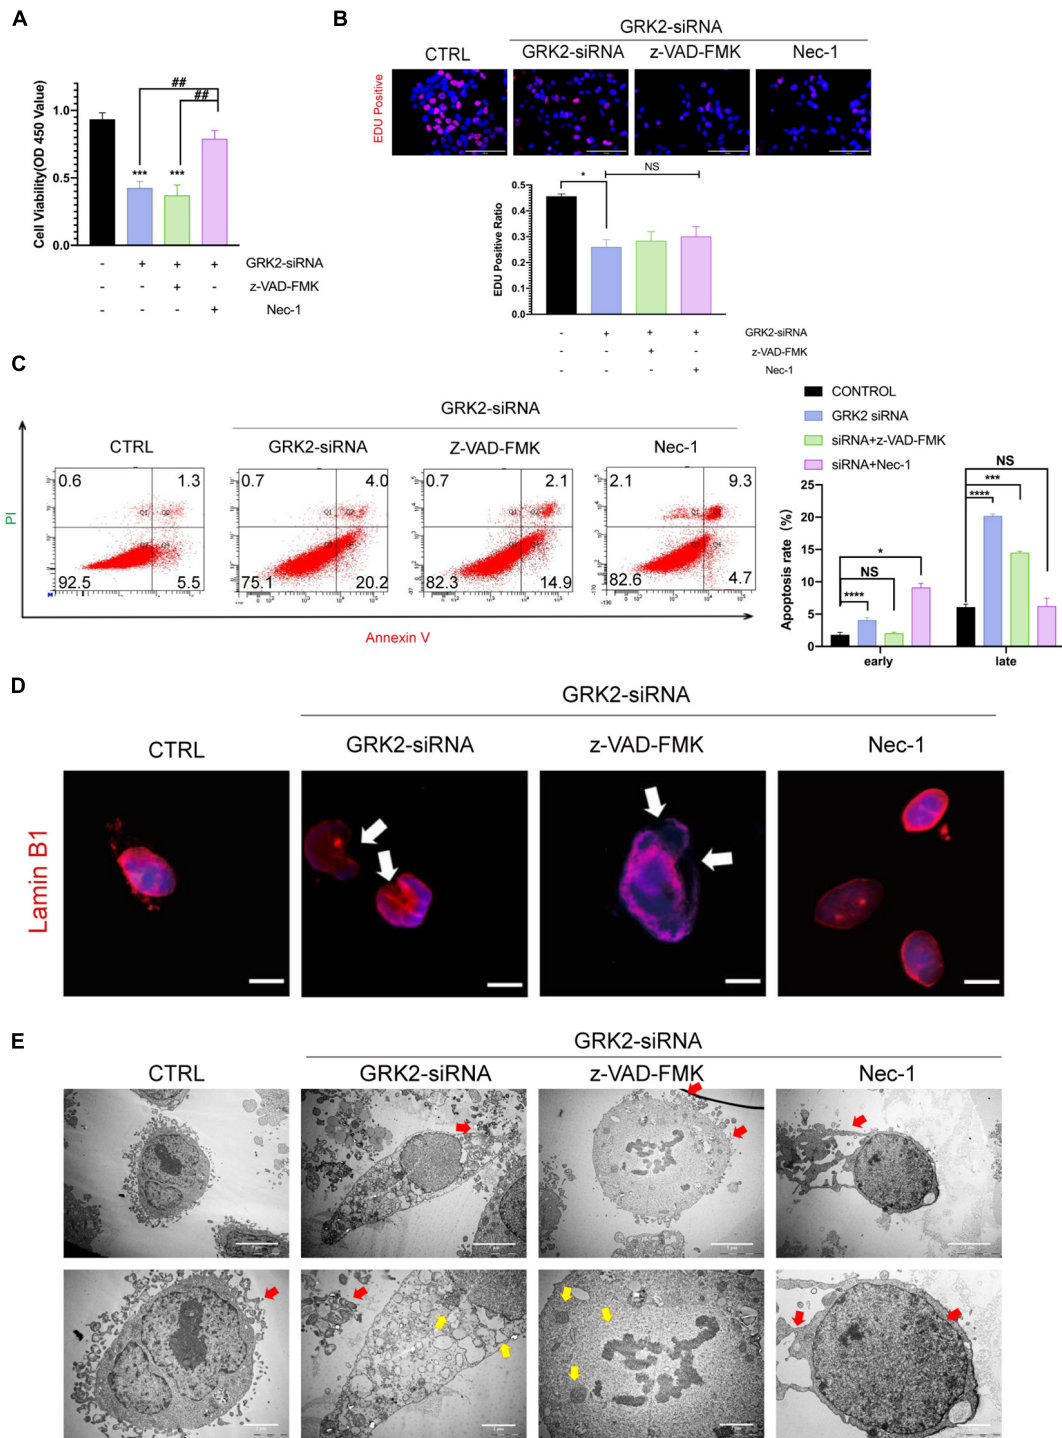 A
Cell Viability(OD 450 Value)
1.0
0.5
0.0
##
##
*** ***
- + + + GRK2-siRNA
- - + - z-VAD-FMK
- - - + Nec-1
B
GRK2-siRNA
CTRL GRK2-siRNA z-VAD-FMK Nec-1
EDU Positive
EDU Positive Ratio
0.5
0.4
0.3
0.2
0.1
0.0
* NS
- + + + GRK2-siRNA
- - + - z-VAD-FMK
- - - + Nec-1
C
GRK2-siRNA
CTRL GRK2-siRNA Z-VAD-FMK Nec-1
PI
0.6 1.3
92.5 5.5
0.7 4.0
75.1 20.2
0.7 2.1
82.3 14.9
2.1 9.3
82.6 4.7
Annexin V
CONTROL
GRK2 siRNA
siRNA+z-VAD-FMK
siRNA+Nec-1
Apoptosis rate (%)
25
20
15
10
5
0
*
NS
****
NS
***
****
early late
D
GRK2-siRNA
CTRL GRK2-siRNA z-VAD-FMK Nec-1
Lamin B1
E
GRK2-siRNA
CTRL GRK2-siRNA z-VAD-FMK Nec-1